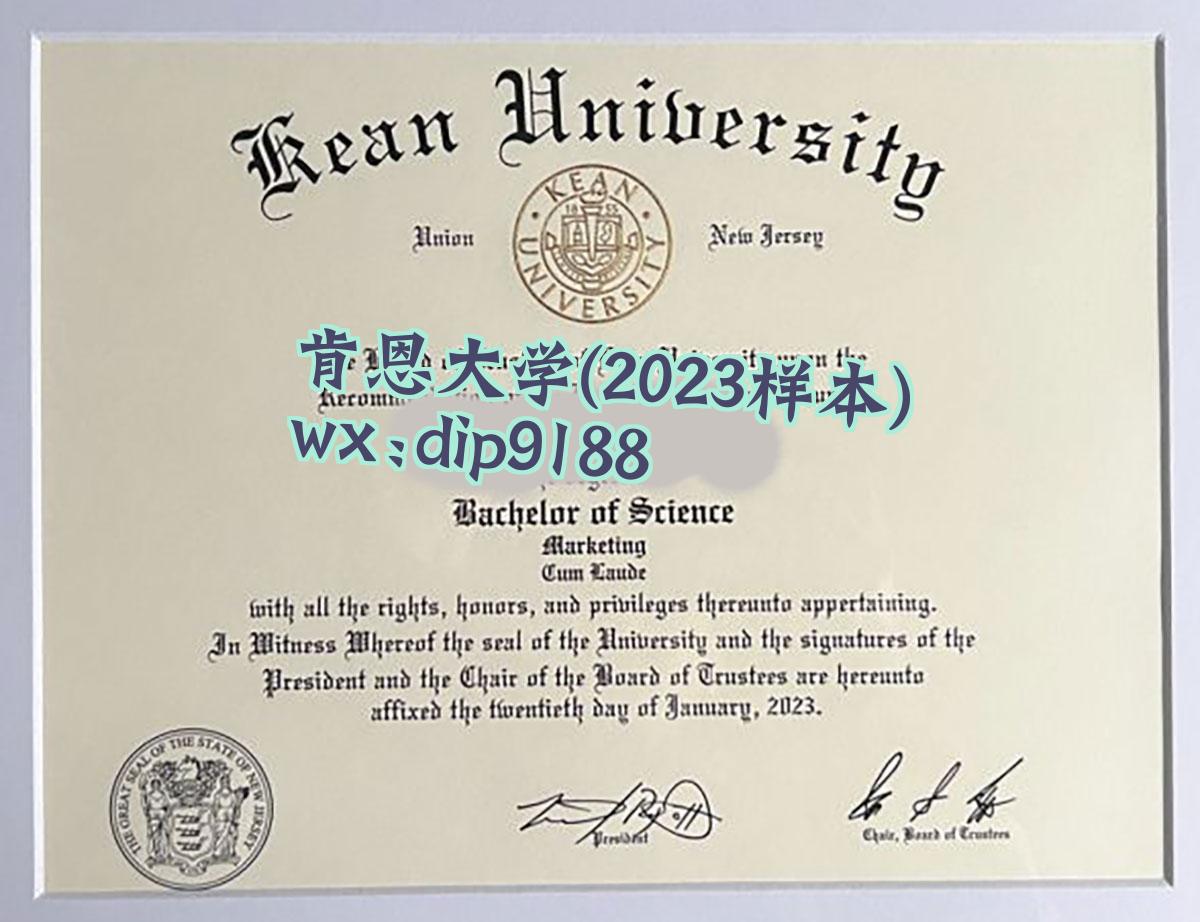 Kean University
KEAN
1855
UNIVERSITY
Union
New Jersey
the
肯恩大学(2023样本)
wx:dip9188
Bachelor of Science
Marketing
Cum Laude
with all the rights, honors, and privileges thereunto appertaining.
In Witness Whereof the seal of the University and the signatures of the
President and the Chair of the Board of Trustees are hereunto
affixed the twentieth day of January, 2023.
THE GREAT SEAL OF THE STATE OF NEW JERSEY
President
Chair, Board of Trustees